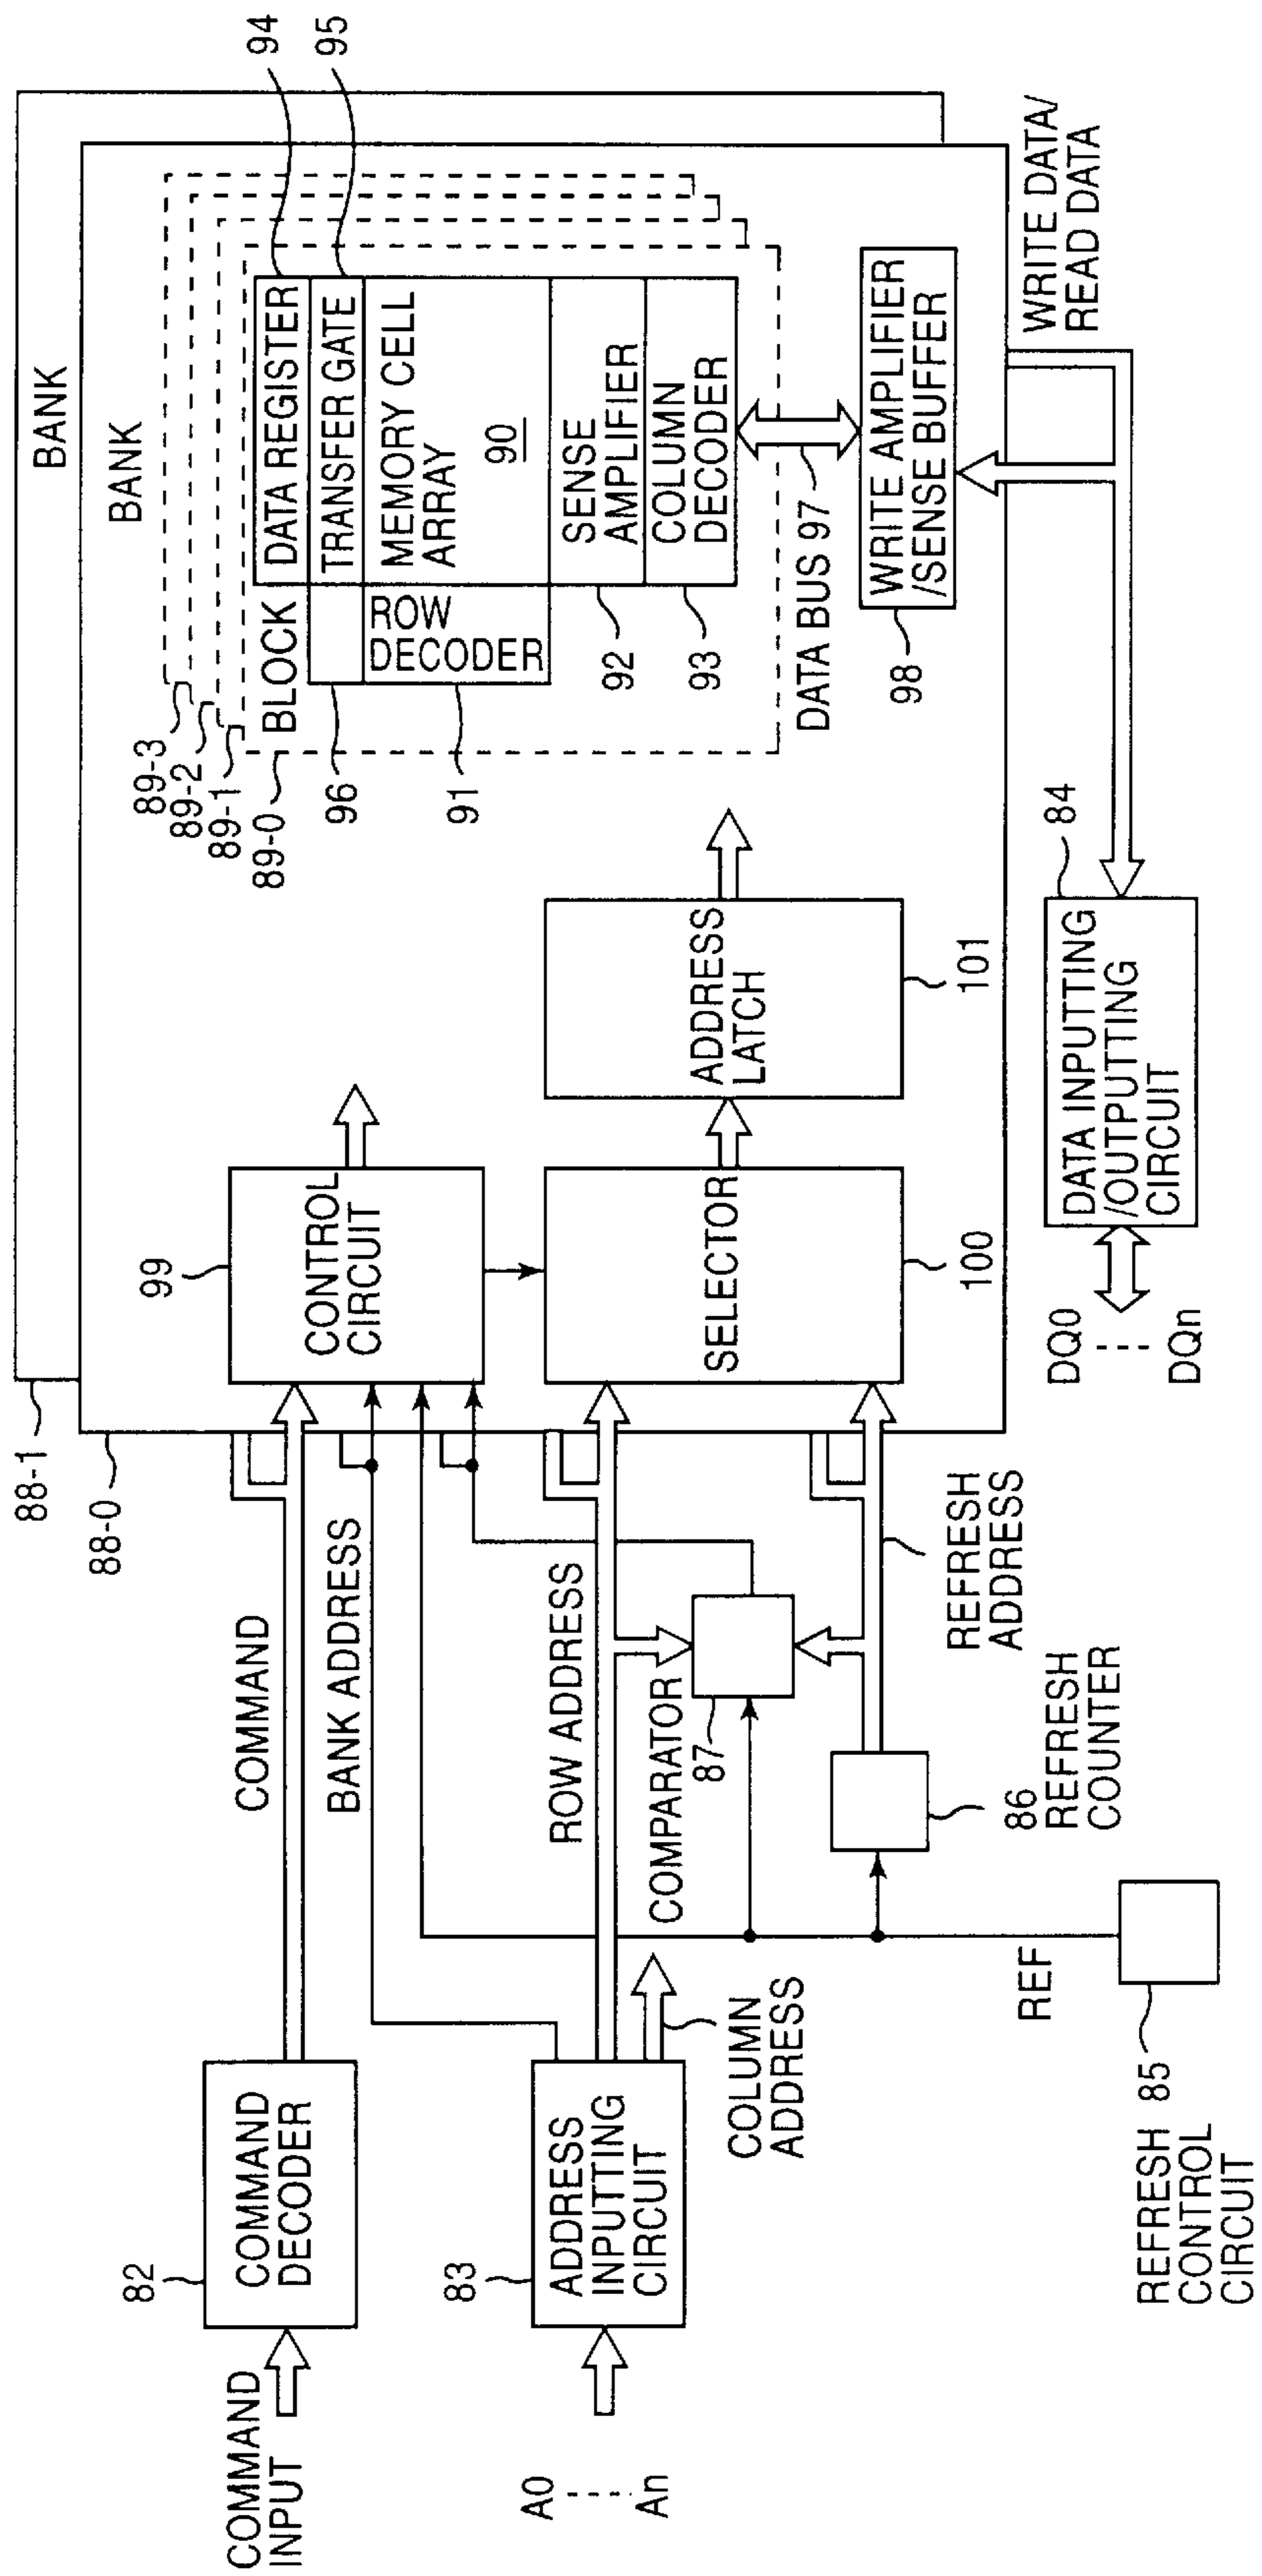 COMMAND
INPUT
A0
An
82
COMMAND
DECODER
83
ADDRESS
INPUTTING
CIRCUIT
COLUMN
ADDRESS
REFRESH 85
CONTROL
CIRCUIT
REF
COMMAND
BANK ADDRESS
ROW ADDRESS
COMPARATOR
87
86
REFRESH
COUNTER
REFRESH
ADDRESS
88-1
88-0
99
CONTROL
CIRCUIT
SELECTOR
100
ADDRESS
LATCH
101
DQ0
DQn
DATA INPUTTING
/OUTPUTTING
CIRCUIT
84
BANK
BANK
89-3
89-2
89-1
89-0
BLOCK
96
91
DATA REGISTER
TRANSFER GATE
MEMORY CELL
ARRAY
90
ROW
DECODER
SENSE
AMPLIFIER
COLUMN
DECODER
92
93
94
95
DATA BUS 97
98
WRITE AMPLIFIER
/SENSE BUFFER
WRITE DATA/
READ DATA